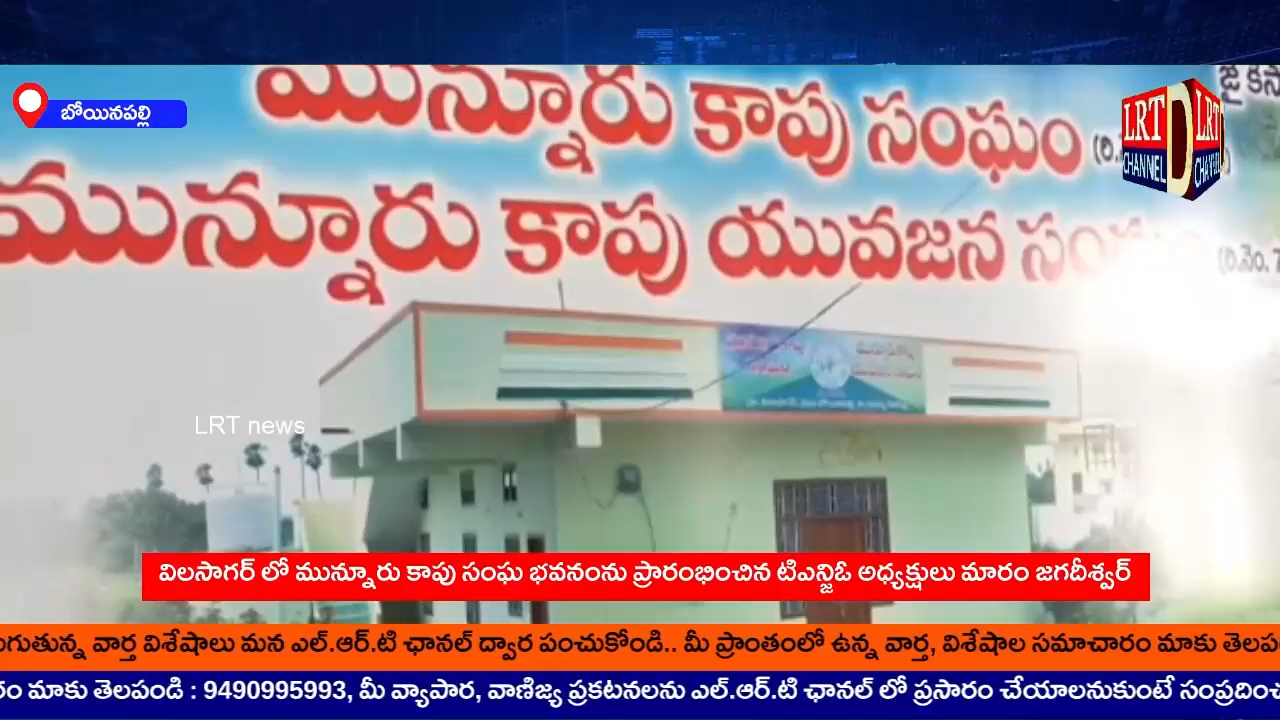 మున్నూరు కాపు సంఘం
బోయినపల్లి
LRT LRT
CHANNEL
మున్నూరు కాపు యువజన
LRT news
విలసాగర్ లో మున్నూరు కాపు సంఘ భవనంను ప్రారంభించిన టిఎన్జిఓ అధ్యక్షులు మారం జగదీశ్వర్
వార్త విశేషాలు మన ఎల్.ఆర్.టి ఛానల్ ద్వార పంచుకోండి.. మీ ప్రాంతంలో ఉన్న వార్త, విశేషాల సమాచారం మాకు
మాకు తెలపండి : 9490995993, మీ వ్యాపార, వాణిజ్య ప్రకటనలను ఎల్.ఆర్.టి ఛానల్ లో ప్రసారం చేయాలనుకుంటే